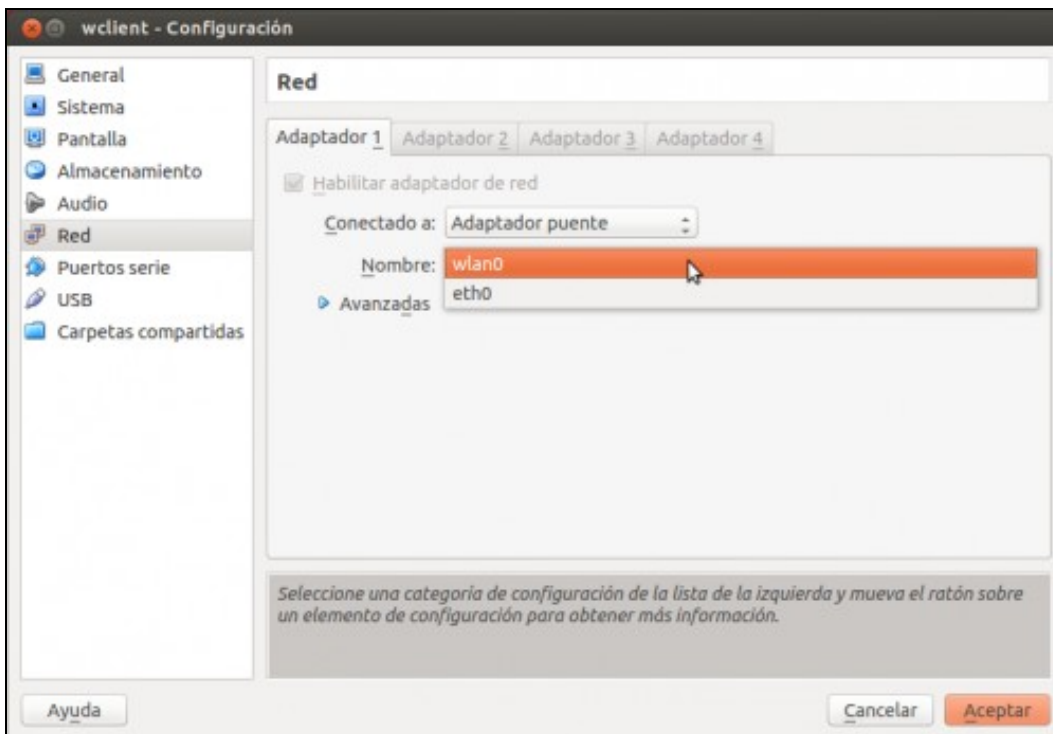 wclient - Configuración
General
Sistema
Pantalla
Almacenamiento
Audio
Red
Puertos serie
USB
Carpetas compartidas
Red
Adaptador 1 Adaptador 2 Adaptador 3 Adaptador 4
Habilitar adaptador de red
Conectado a: Adaptador puente
Nombre: wlan0
eth0
Avanzadas
Seleccione una categoría de configuración de la lista de la izquierda y mueva el ratón sobre
un elemento de configuración para obtener más información.
Ayuda
Cancelar
Aceptar